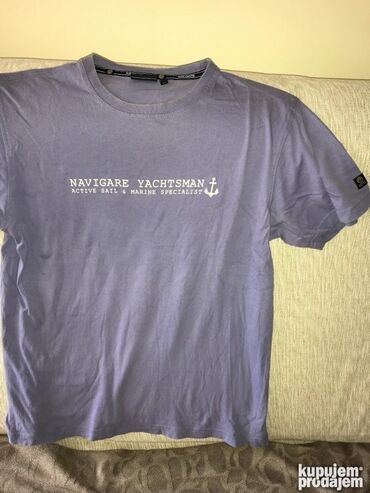 NAVIGARE YACHTSMAN
ACTIVE SAIL & MARINE SPECIALIST
kupujem
prodajem